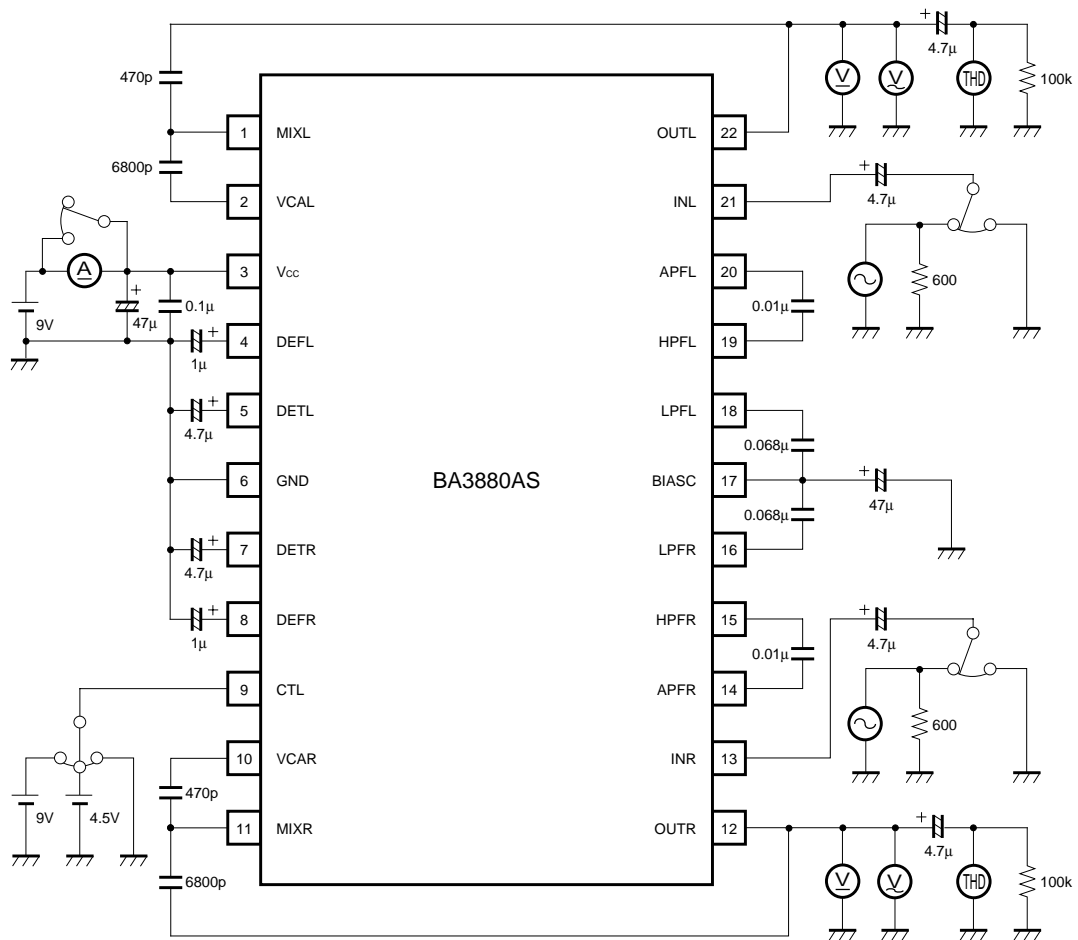 470p
6800p
1 MIXL
2 VCAL
3 Vcc
4 DEFL
5 DETL
6 GND
7 DETR
8 DEFR
9 CTL
10 VCAR
11 MIXR
A
9V
+
47µ
0.1µ
+
1µ
+
4.7µ
+
4.7µ
+
1µ
9V
4.5V
470p
6800p
BA3880AS
OUTL 22
INL 21
APFL 20
HPFL 19
LPFL 18
BIASC 17
LPFR 16
HPFR 15
APFR 14
INR 13
OUTR 12
V
V
+
4.7µ
THD
100k
+
4.7µ
600
0.01µ
0.068µ
0.068µ
+
47µ
0.01µ
+
4.7µ
600
V
V
+
4.7µ
THD
100k